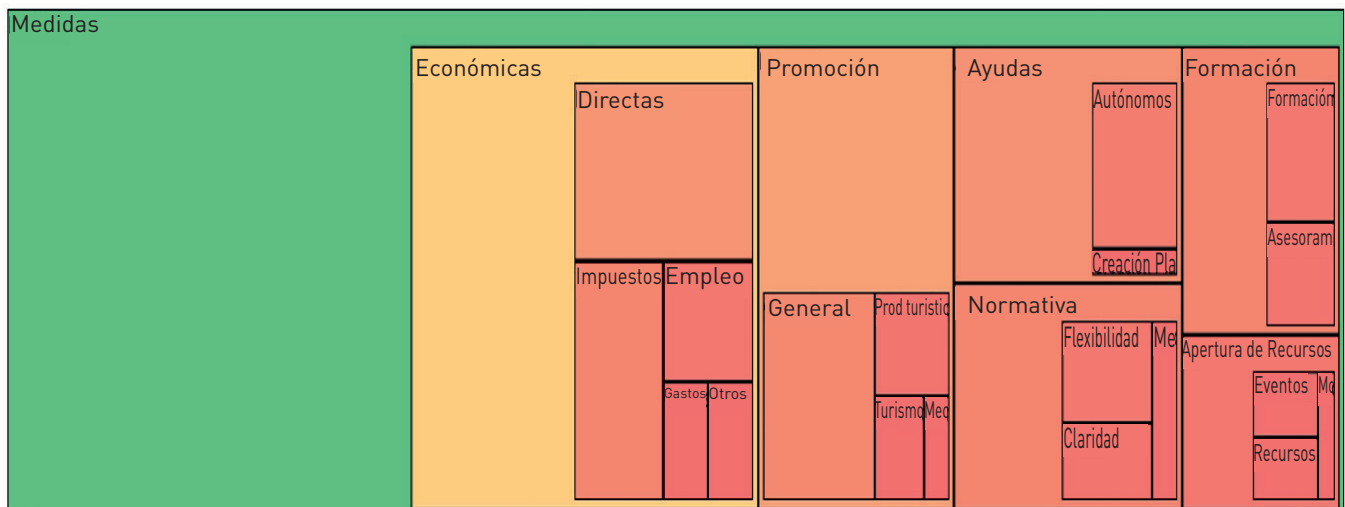 Medidas
Económicas
Directas
Impuestos
Empleo
Gastos
Otros
Promoción
General
Prod turistic
Turismo
Ayudas
Autónomos
Creación Pla
Normativa
Flexibilidad
Me
Claridad
Formación
Formación
Asesoram
Apertura de Recursos
Eventos
Recursos